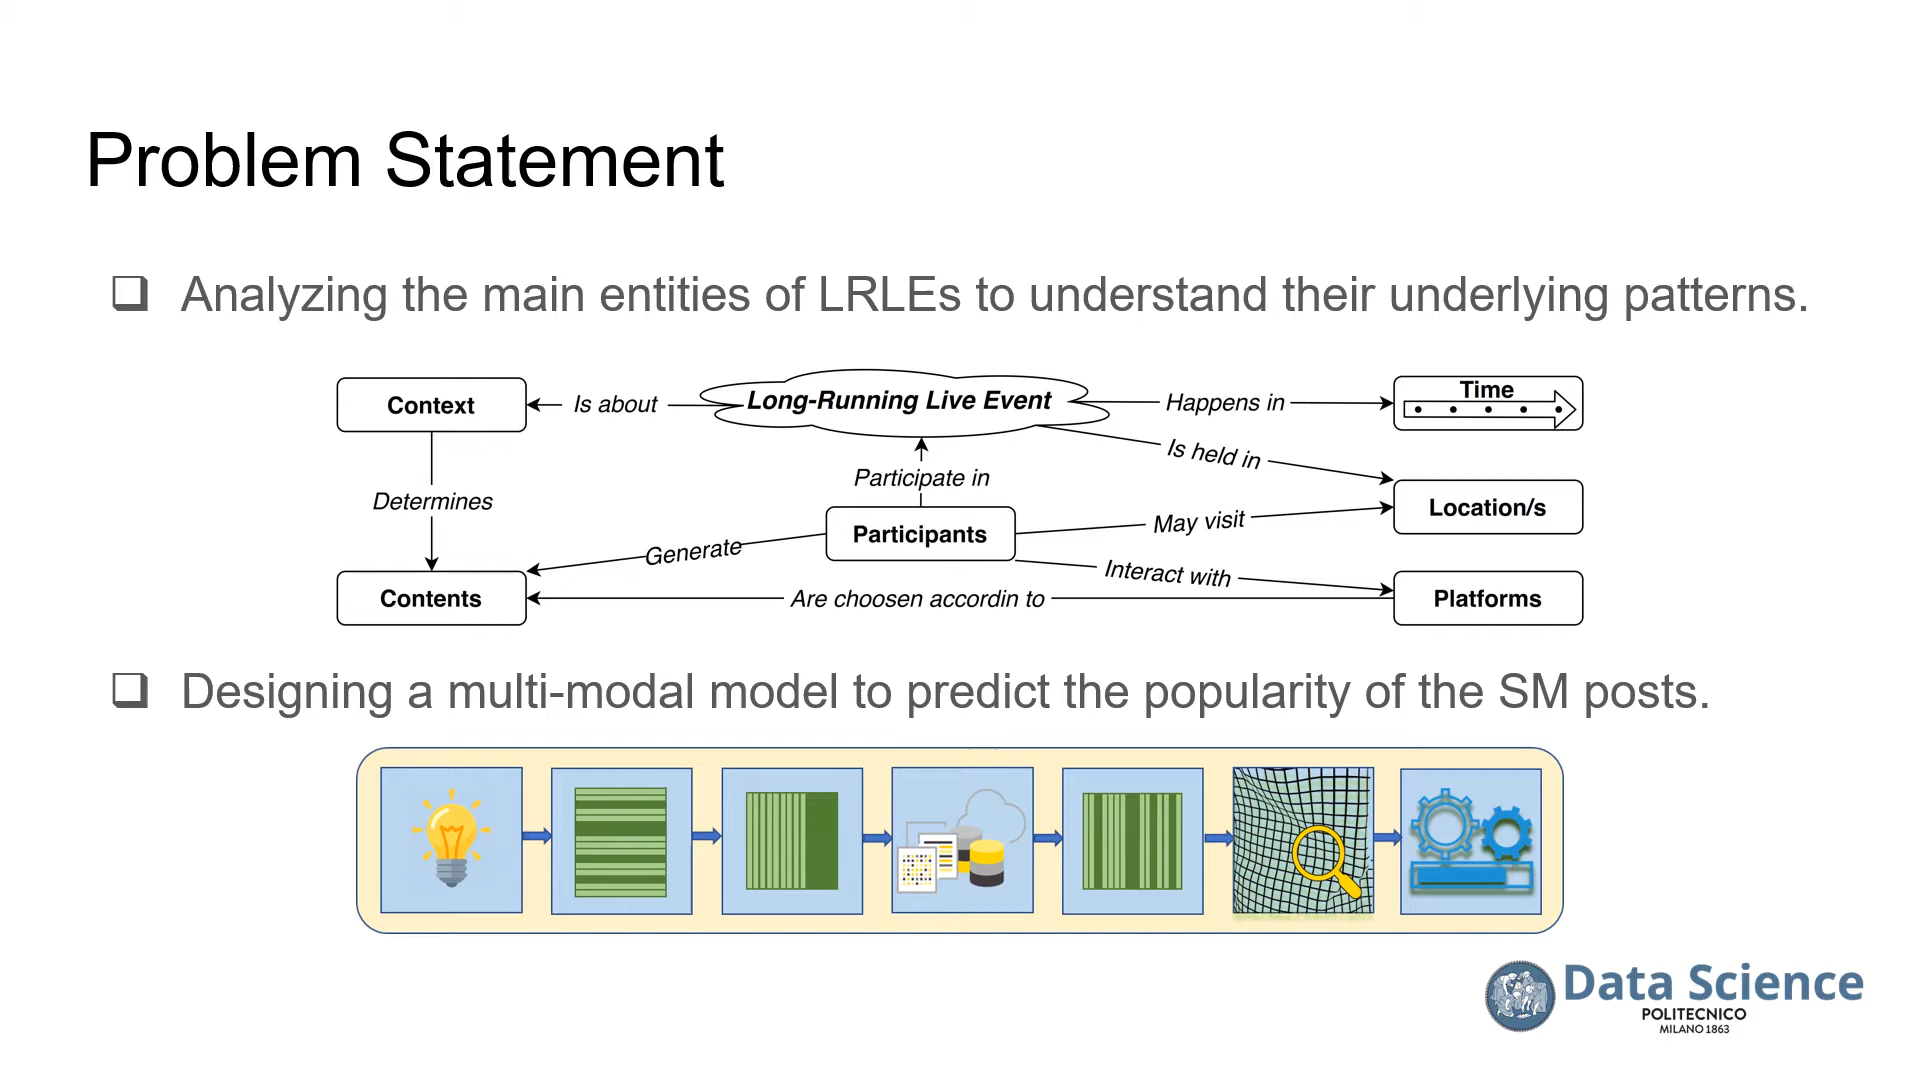 Problem Statement
Analyzing the main entities of LRLEs to understand their underlying patterns.
Context
Is about
Long-Running Live Event
Happens in
Time
Is held in
Participate in
Determines
Location/s
May visit
Participants
Generate
Interact with
Contents
Are choosen accordin to
Platforms
Designing a multi-modal model to predict the popularity of the SM posts.
Data Science
POLITECNICO
MILANO 1863